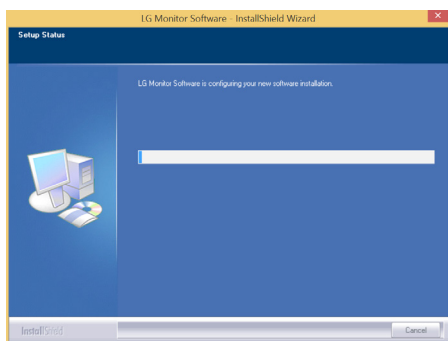 LG Monitor Software - InstallShield Wizard
Setup Status
LG Monitor Software is configuring your new software installation.
InstallShield
Cancel